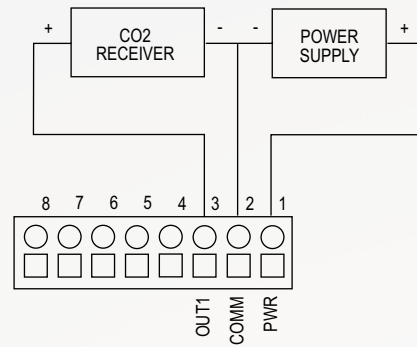 + CO2 - - POWER +
RECEIVER SUPPLY
8 7 6 5 4 3 2 1
OUT1 COMM PWR